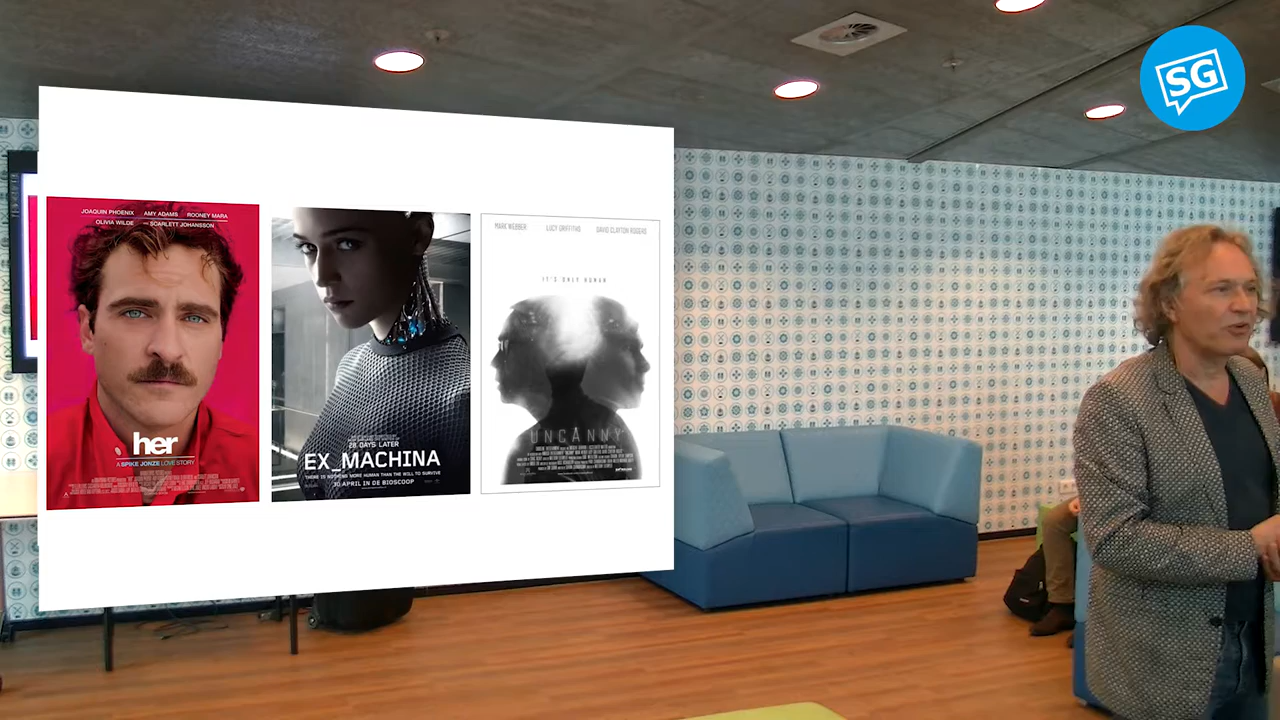 SG
JOAQUIN PHOENIX AMY ADAMS ROONEY MARA
OLIVIA WILDE AND SCARLETT JOHANSSON
her
A SPIKE JONZE LOVE STORY
28 DAYS LATER
EX_MACHINA
THERE IS NOTHING MORE HUMAN THAN THE WILL TO SURVIVE
30 APRIL IN DE BIOSCOOP
MARK WEBBER LUCY GRIFFITHS DAVID CLAYTON ROGERS
IT'S ONLY HUMAN
UNCANNY